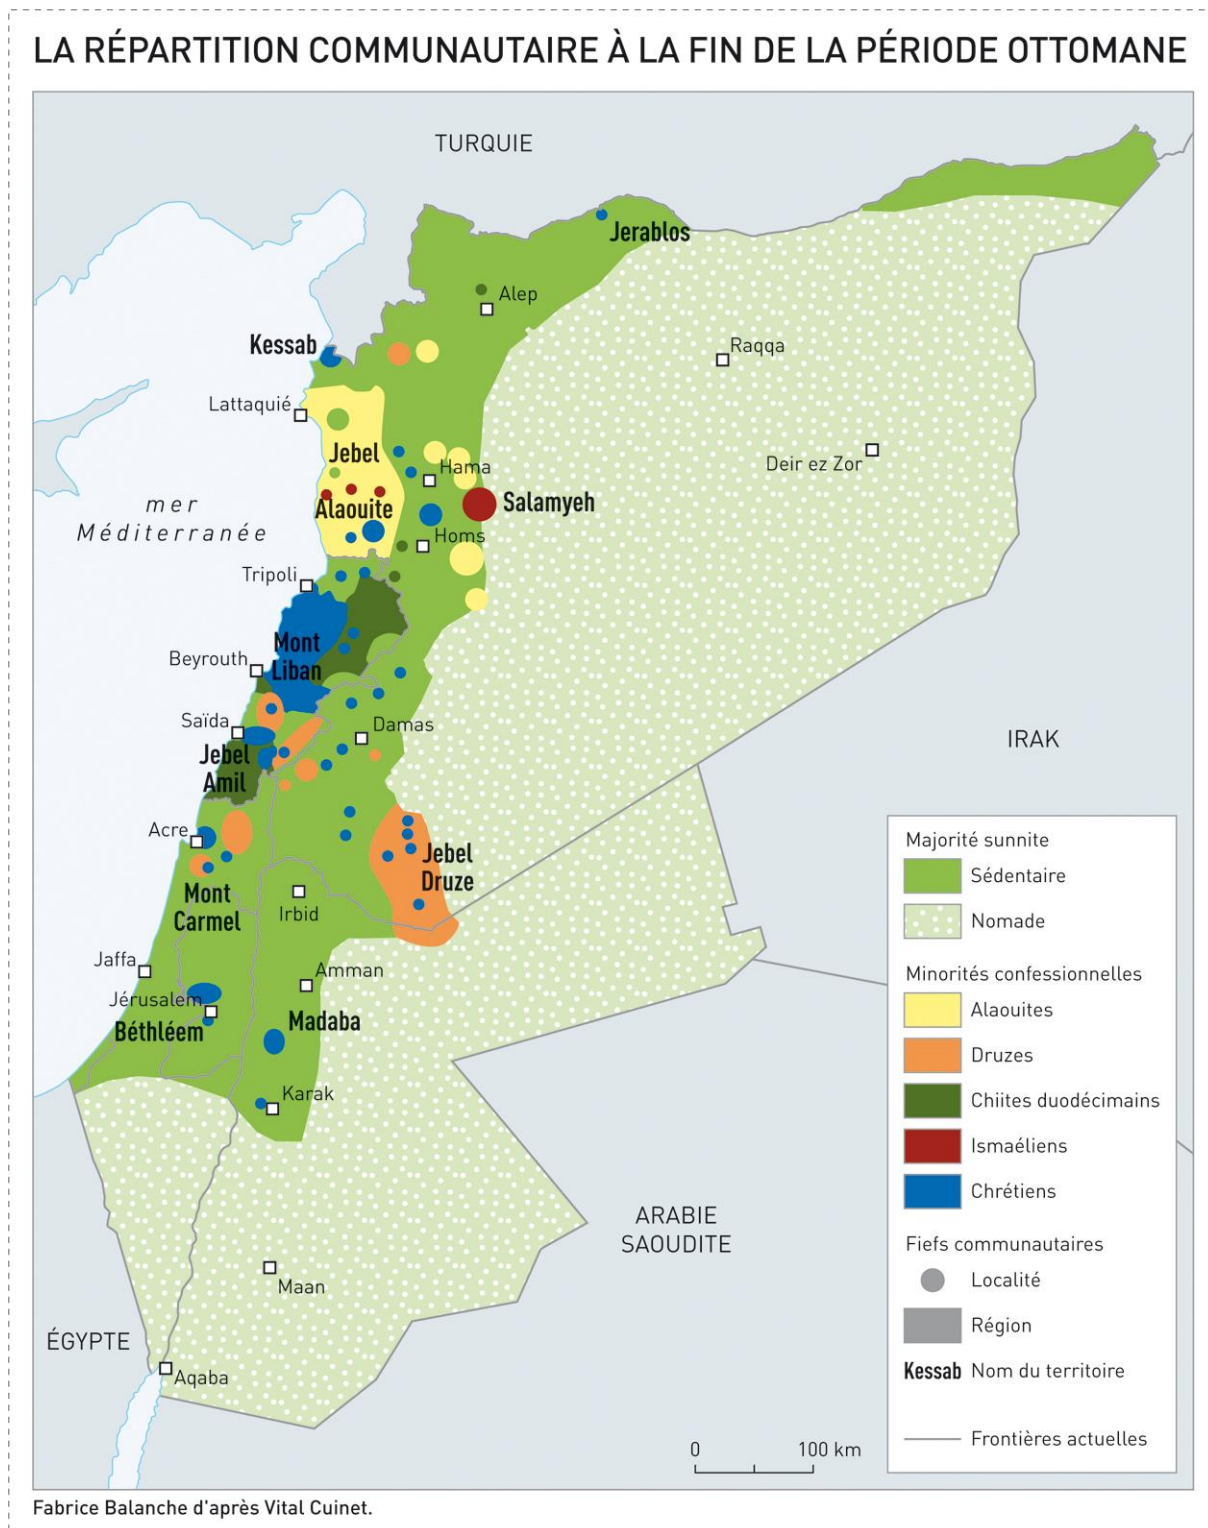 LA RÉPARTITION COMMUNAUTAIRE À LA FIN DE LA PÉRIODE OTTOMANE
TURQUIE
Jerablos
Alep
Kessab
Raqqa
Lattaquié
Jebel
Alaouite
Hama
Deir ez Zor
Salamyeh
mer
Méditerranée
Homs
Tripoli
Mont
Liban
Beyrouth
Saïda
Damas
IRAK
Jebel
Amil
Acre
Jebel
Druze
Mont
Carmel
Irbid
Jaffa
Amman
Jérusalem
Béthléem
Madaba
Karak
ARABIE
SAOUDITE
Maan
ÉGYPTE
Aqaba
Majorité sunnite
Sédentaire
Nomade
Minorités confessionnelles
Alaouites
Druzes
Chiites duodécimains
Ismaéliens
Chrétiens
Fiefs communautaires
Localité
Région
Kessab Nom du territoire
Frontières actuelles
0 100 km
Fabrice Balanche d'après Vital Cuinet.